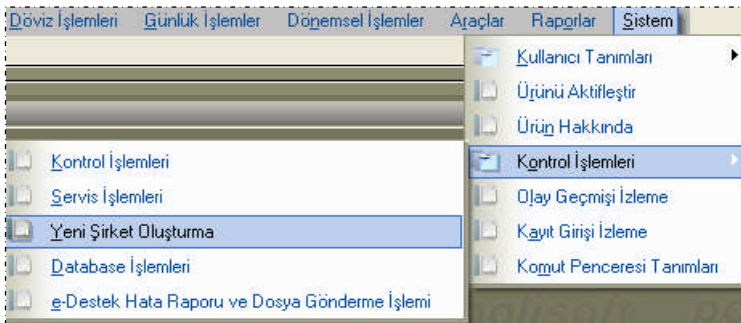 Döviz İşlemleri Günlük İşlemler Dönemsel İşlemler Araçlar Raporlar Sistem
Kullanıcı Tanımları
Ürünü Aktifleştir
Ürün Hakkında
Kontrol İşlemleri
Olay Geçmişi İzleme
Kayıt Girişi İzleme
Komut Penceresi Tanımları
Kontrol İşlemleri
Servis İşlemleri
Yeni Şirket Oluşturma
Database İşlemleri
e-Destek Hata Raporu ve Dosya Gönderme İşlemi